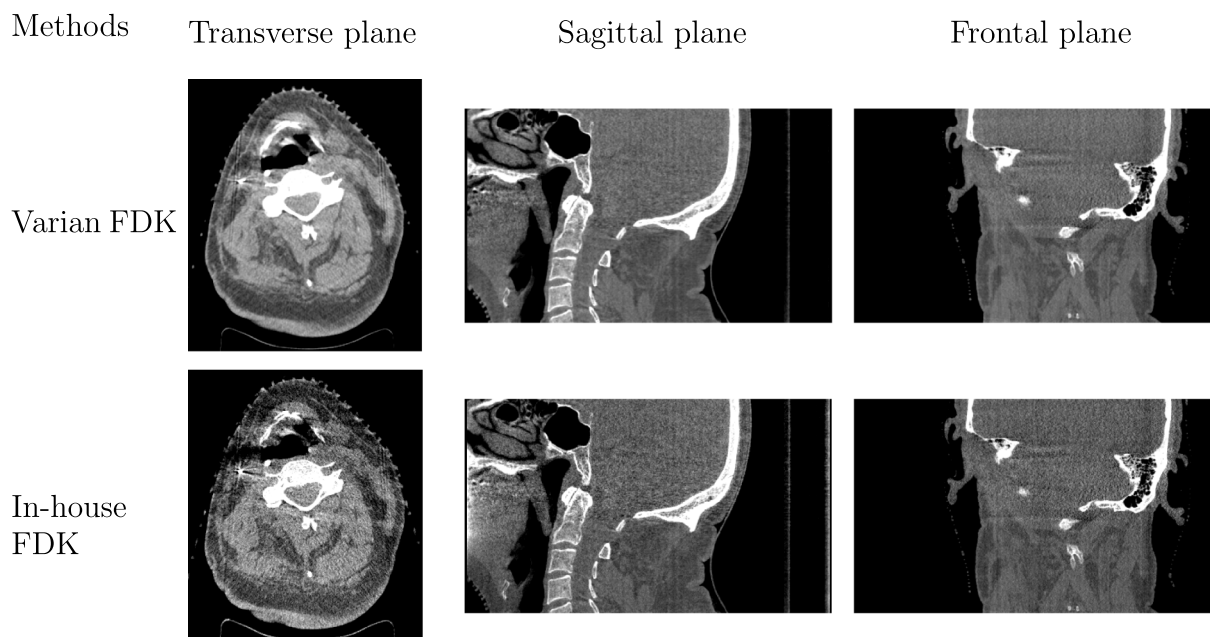 Methods
Transverse plane
Sagittal plane
Frontal plane
Varian FDK
In-house
FDK